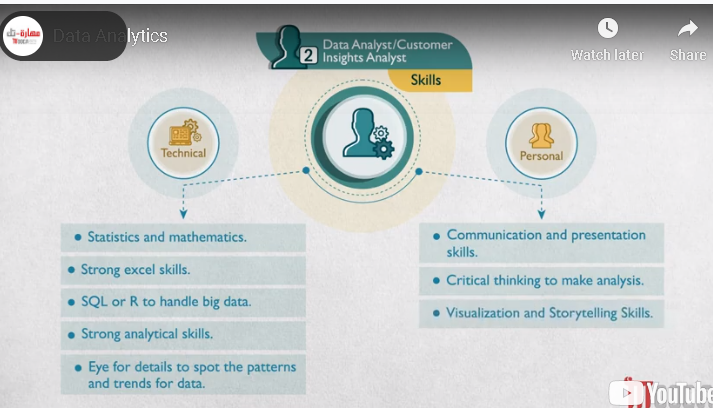 مهارة-تك
Data Analytics
Watch later
Share
2
Data Analyst/Customer
Insights Analyst
Skills
Technical
Personal
Statistics and mathematics.
Strong excel skills.
SQL or R to handle big data.
Strong analytical skills.
Eye for details to spot the patterns
and trends for data.
Communication and presentation
skills.
Critical thinking to make analysis.
Visualization and Storytelling Skills.
YouTube